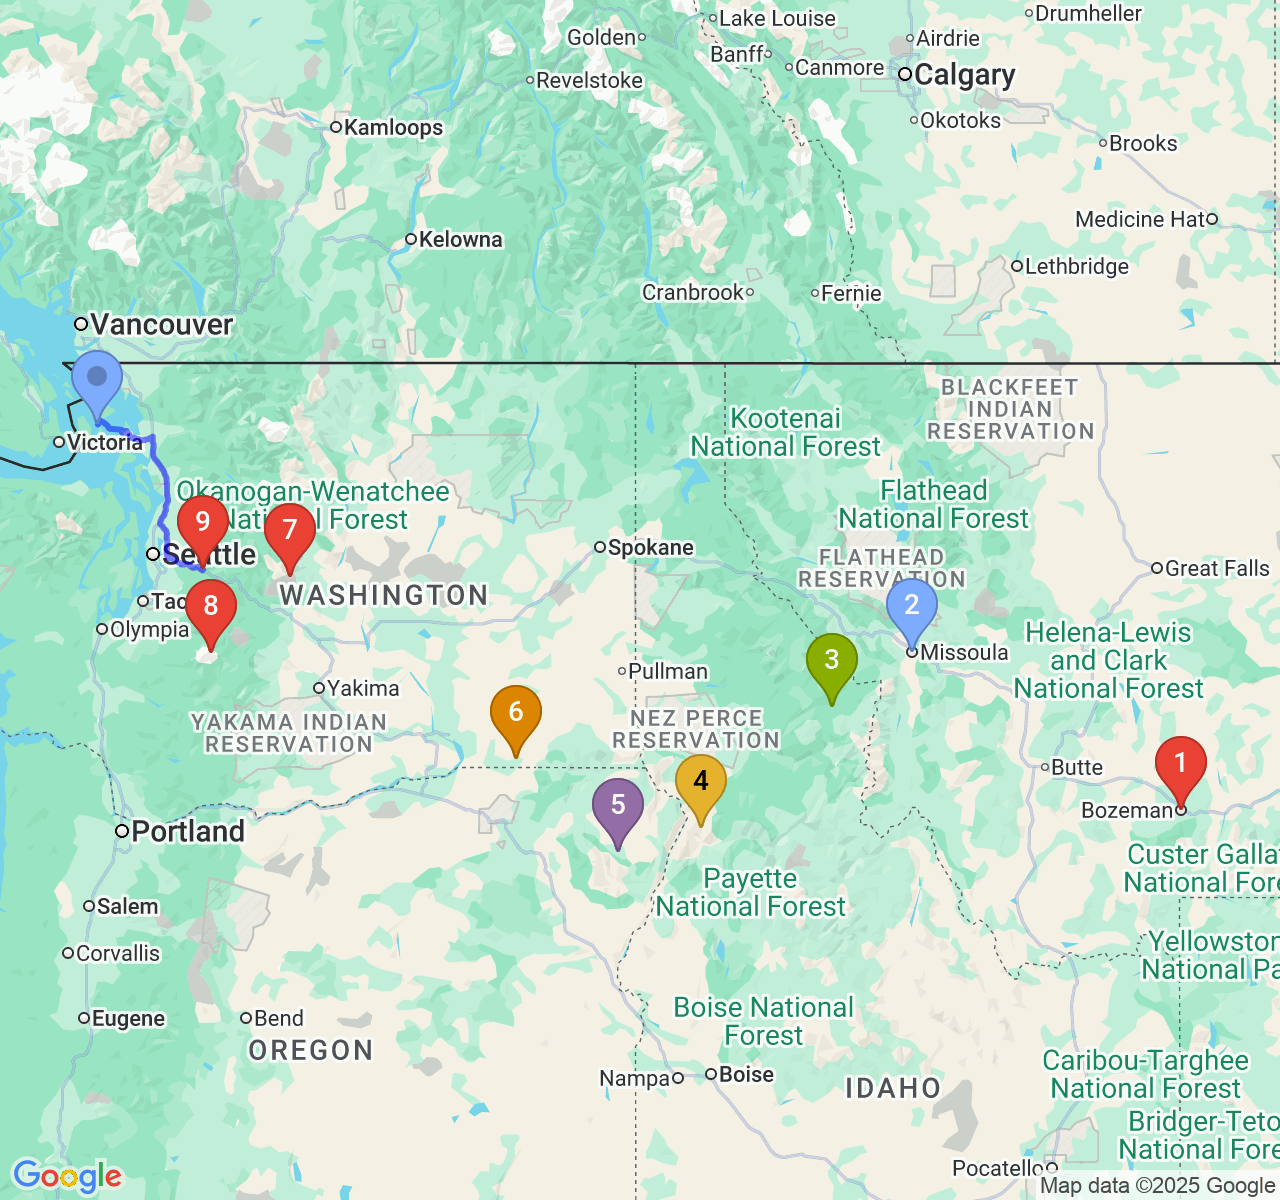 Lake Louise
Drumheller
Golden
Airdrie
Banff
Canmore
Calgary
Revelstoke
Okotoks
Kamloops
Brooks
Medicine Hat
Kelowna
Lethbridge
Cranbrook
Fernie
Vancouver
BLACKFEET
INDIAN
RESERVATION
Kootenai
National Forest
Victoria
Okanogan-Wenatchee
Nati l Forest
Flathead
National Forest
9
7
Seattle
Spokane
FLATHEAD
RESERVATION
Great Falls
WASHINGTON
Tac
8
2
Olympia
Helena-Lewis
and Clark
National Forest
Missoula
3
Pullman
Yakima
YAKAMA INDIAN
RESERVATION
6
NEZ PERCE
RESERVATION
Butte
1
4
5
Bozeman
Portland
Custer Galla
National Fore
Payette
National Forest
Salem
Corvallis
Yellowston
National Pa
Eugene
Bend
Boise National
Forest
OREGON
Caribou-Targhee
National Forest
Nampa
Boise
IDAHO
Bridger-Teto
National Fore
Pocatello
Google
Map data ©2025 Google